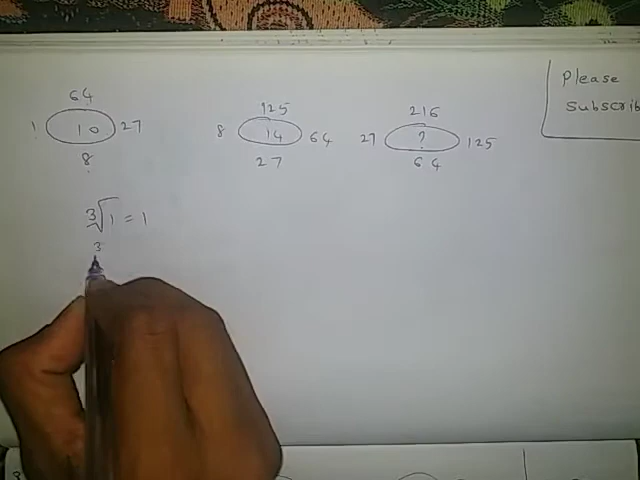 64
1 10 27
8
125
8 14 64
27
216
27 ? 125
64
Please
Subscrib
∛1 = 1
3